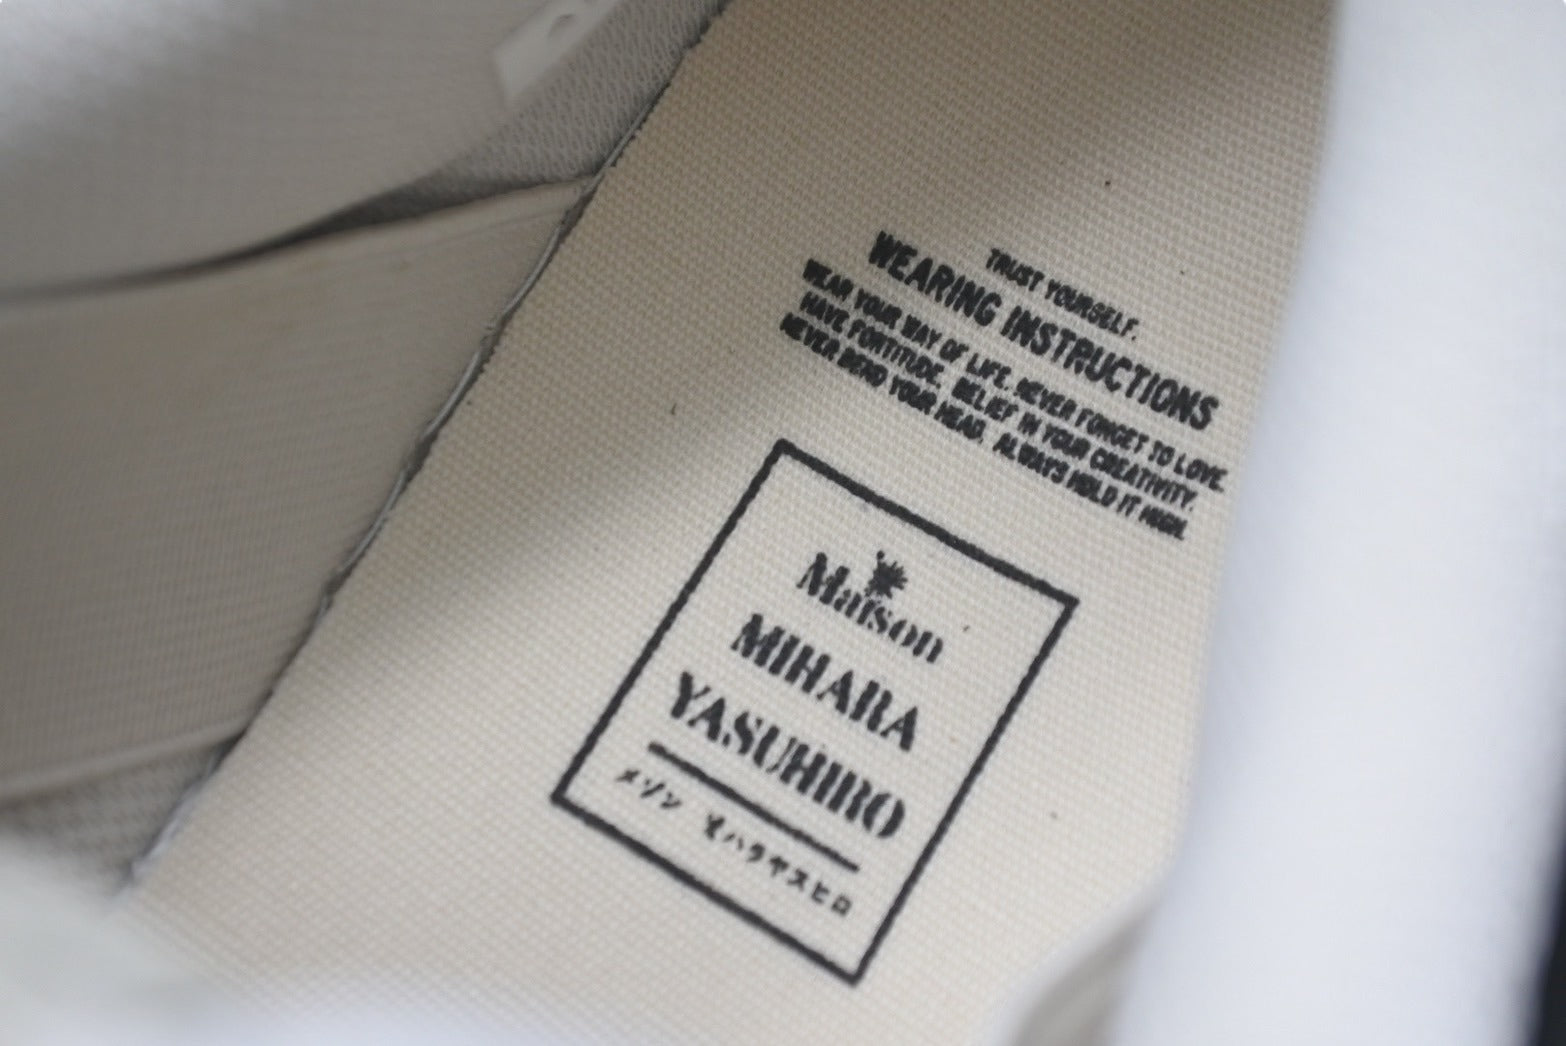 TRUST YOURSELF.
WEARING INSTRUCTIONS
WEAR YOUR WAY OF LIFE. NEVER FORGET TO LOVE.
HAVE FORTITUDE. BELIEF IN YOUR CREATIVITY.
NEVER BEND YOUR HEAD. ALWAYS HOLD IT HIGH.
Maison
MIHARA
YASUHIRO
メゾン ミハラヤスヒロ